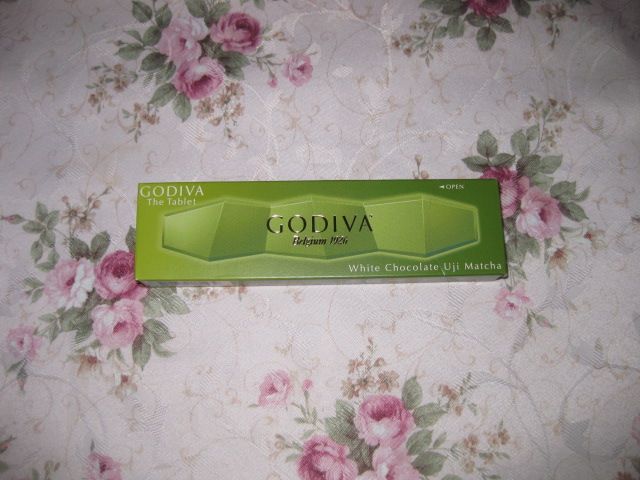 GODIVA
The Tablet
◄OPEN
GODIVA
Belgium 1926
White Chocolate Uji Matcha